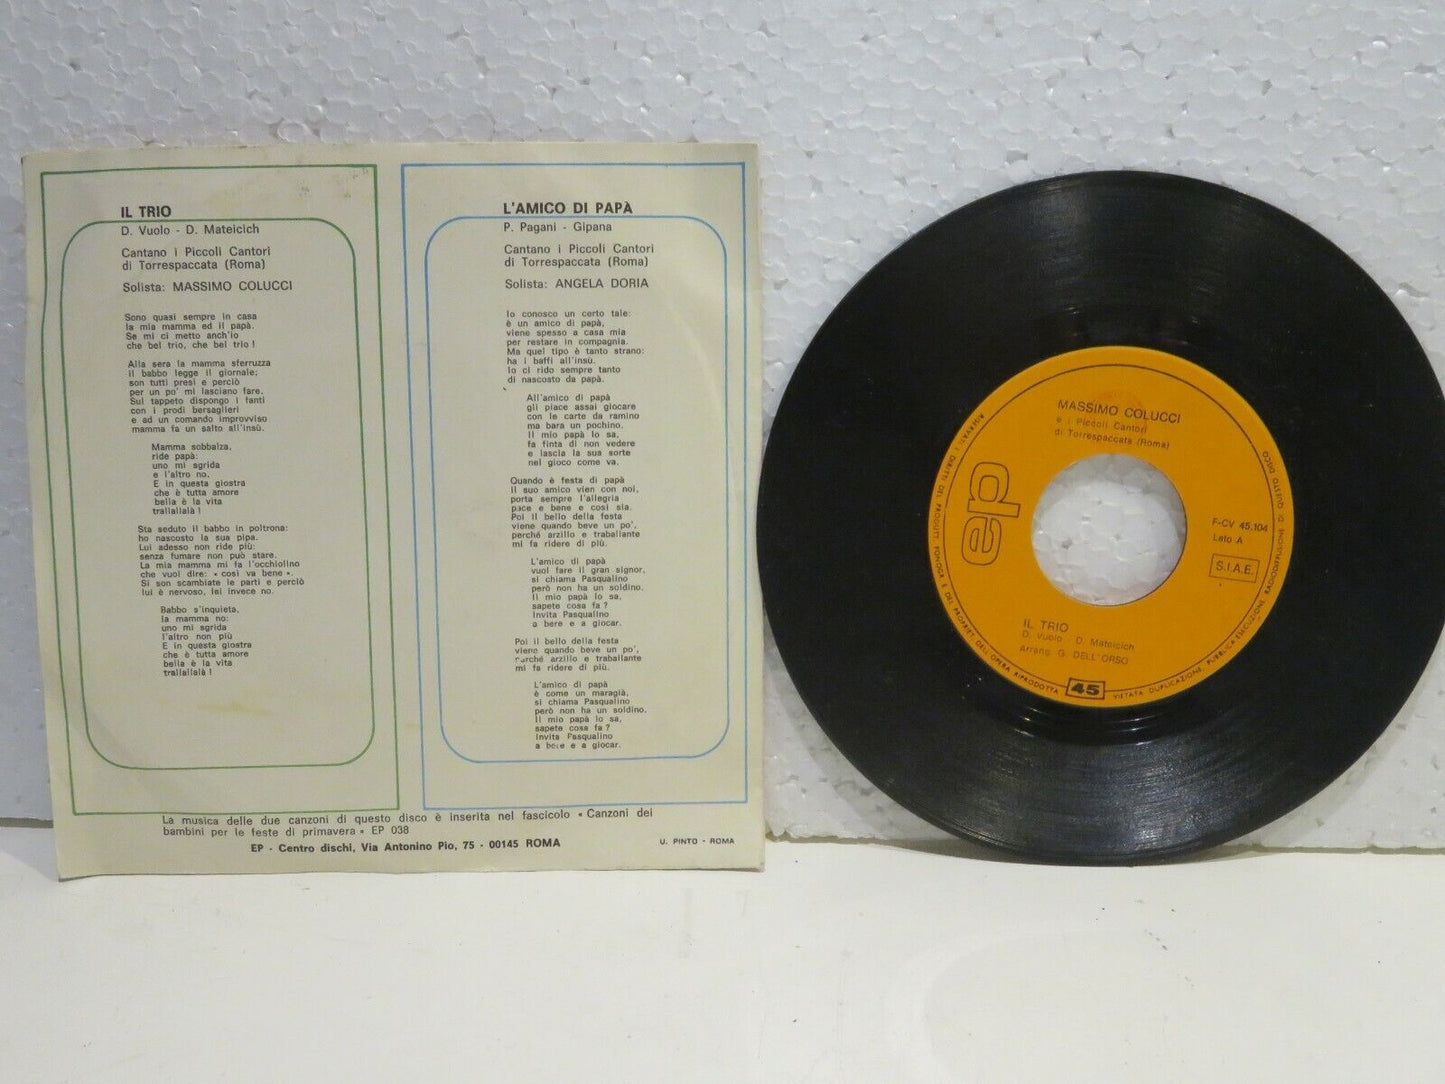 IL TRIO
D. Vuolo - D. Mateicich
Cantano i Piccoli Cantori
di Torrespaccata (Roma)
Solista: MASSIMO COLUCCI
Sono quasi sempre in casa
la mia mamma ed il papà.
Se mi ci metto anch'io
che bel trio, che bel trio !
Alla sera la mamma sferruzza
il babbo legge il giornale;
son tutti presi e perciò
per un po' mi lasciano fare.
Sul tappeto dispongo i fanti
con i prodi bersaglieri
e ad un comando improvviso
mamma fa un salto all'insù.
Mamma sobbalza,
ride papà:
uno mi sgrida
e l'altro no.
E in questa giostra
che è tutta amore
bella è la vita
trallallalà !
Sta seduto il babbo in poltrona:
ho nascosto la sua pipa.
Lui adesso non ride più:
senza fumare non può stare.
La mia mamma mi fa l'occhiolino
che vuol dire: « così va bene ».
Si son scambiate le parti e perciò
lui è nervoso, lei invece no.
Babbo s'inquieta,
la mamma no:
uno mi sgrida
l'altro non più
E in questa giostra
che è tutta amore
bella è la vita
trallallalà !
L'AMICO DI PAPÀ
P. Pagani - Gipana
Cantano i Piccoli Cantori
di Torrespaccata (Roma)
Solista: ANGELA DORIA
Io conosco un certo tale:
è un amico di papà,
viene spesso a casa mia
per restare in compagnia.
Ma quel tipo è tanto strano:
ha i baffi all'insù.
Io ci rido sempre tanto
di nascosto da papà.
All'amico di papà
gli piace assai giocare
con le carte da ramino
ma bara un pochino.
Il mio papà lo sa,
fa finta di non vedere
e lascia la sua sorte
nel gioco come va.
Quando è festa di papà
il suo amico vien con noi,
porta sempre l'allegria
pace e bene e così sia.
Poi il bello della festa
viene quando beve un po',
perché arzillo e traballante
mi fa ridere di più.
L'amico di papà
vuol fare il gran signor,
si chiama Pasqualino
però non ha un soldino.
Il mio papà lo sa,
sapete cosa fa ?
Invita Pasqualino
a bere e a giocar.
Poi il bello della festa
viene quando beve un po',
perché arzillo e traballante
mi fa ridere di più.
L'amico di papà
è come un maragià,
si chiama Pasqualino
però non ha un soldino.
Il mio papà lo sa,
sapete cosa fa ?
Invita Pasqualino
a bere e a giocar.
La musica delle due canzoni di questo disco è inserita nel fascicolo « Canzoni dei
bambini per le feste di primavera » EP 038
EP - Centro dischi, Via Antonino Pio, 75 - 00145 ROMA
U. PINTO - ROMA
MASSIMO COLUCCI
e i Piccoli Cantori
di Torrespaccata (Roma)
ep
F-CV 45.104
Lato A
S.I.A.E.
IL TRIO
D. Vuolo - D. Mateicich
Arrang. G. DELL'ORSO
45
RISERVATI I DIRITTI DEL PRODUTT. FONOGR. E DEL PROPRIET. DELL'OPERA RIPRODOTTA
VIETATA DUPLICAZIONE PUBBLICA ESECUZIONE RADIODIFFUSIONE DI QUESTO DISCO